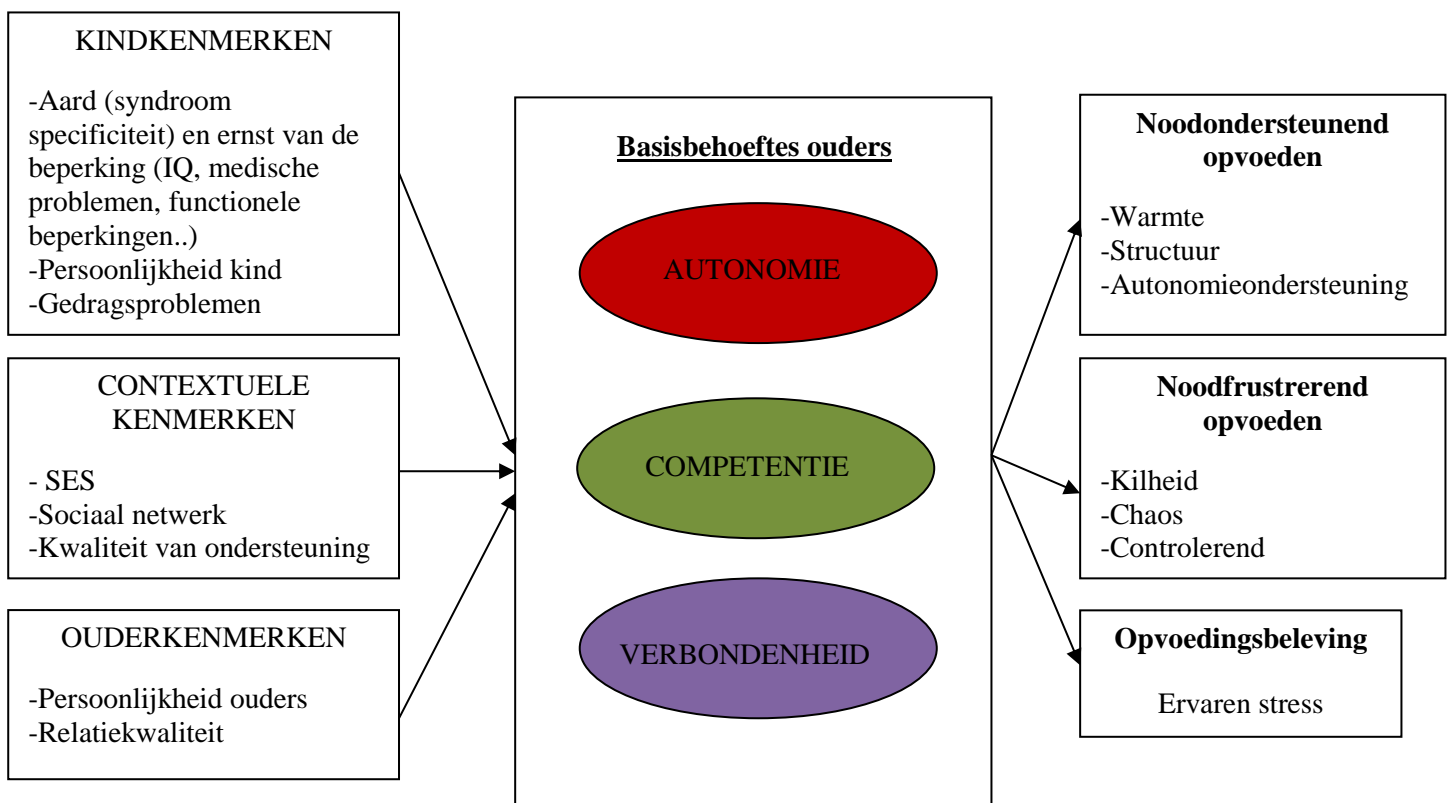 KINDKENMERKEN
-Aard (syndroom
specificiteit) en ernst van de
beperking (IQ, medische
problemen, functionele
beperkingen..)
-Persoonlijkheid kind
-Gedragsproblemen
CONTEXTUELE
KENMERKEN
- SES
-Sociaal netwerk
-Kwaliteit van ondersteuning
OUDERKENMERKEN
-Persoonlijkheid ouders
-Relatiekwaliteit
Basisbehoeftes ouders
AUTONOMIE
COMPETENTIE
VERBONDENHEID
Noodondersteunend
opvoeden
-Warmte
-Structuur
-Autonomieondersteuning
Noodfrustrerend
opvoeden
-Kilheid
-Chaos
-Controlerend
Opvoedingsbeleving
Ervaren stress